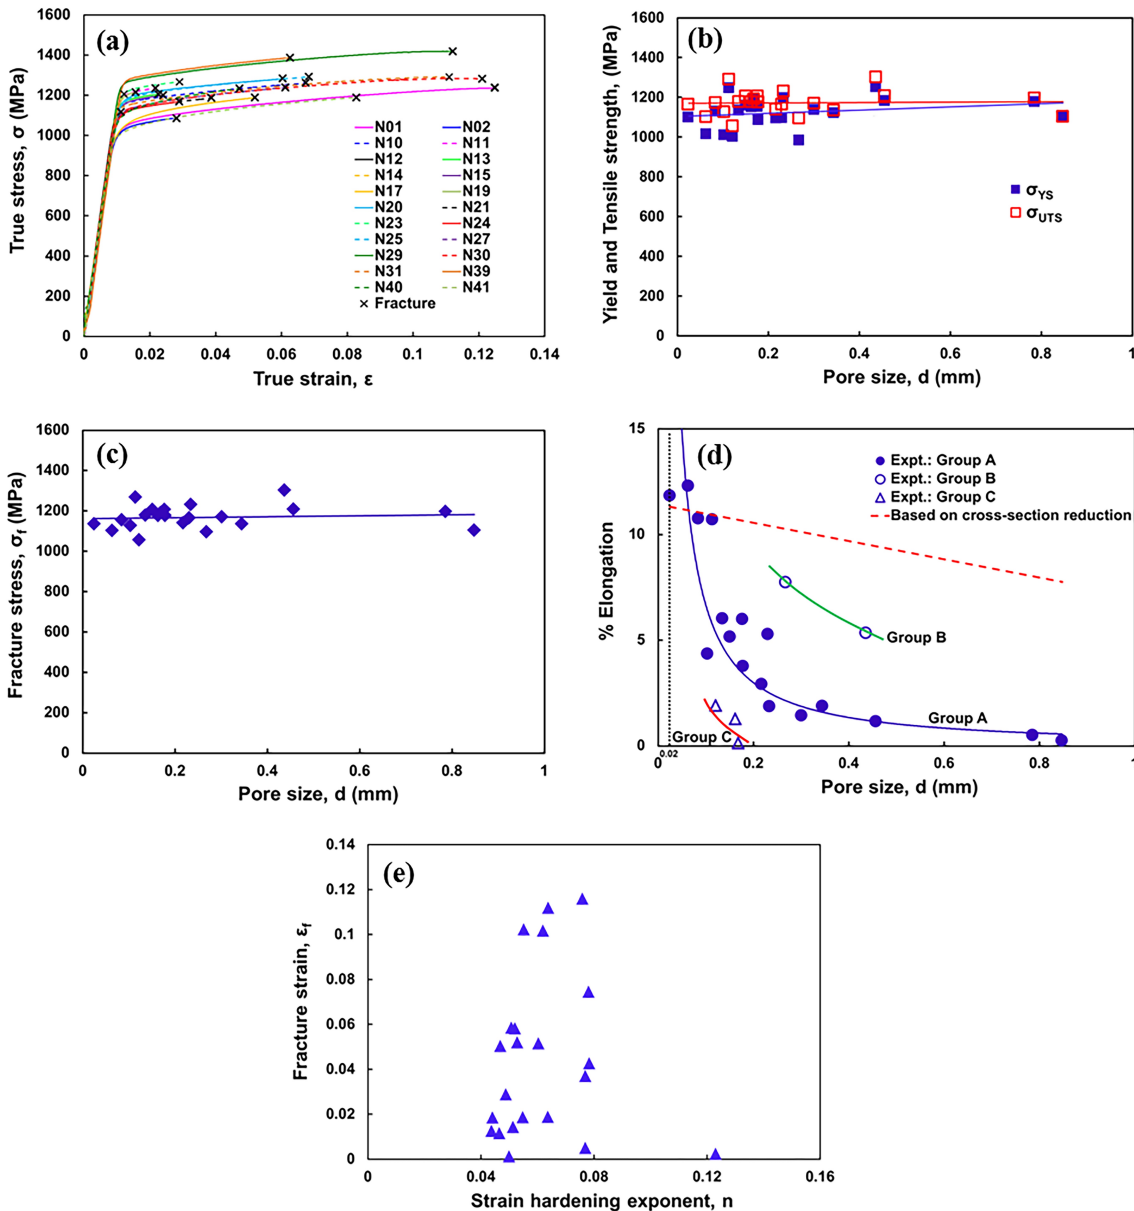 (a)
True stress, σ (MPa)
1600
1400
1200
1000
800
600
400
200
0
N01 N02
N10 N11
N12 N13
N14 N15
N17 N19
N20 N21
N23 N24
N25 N27
N29 N30
N31 N39
N40 N41
Fracture
0 0.02 0.04 0.06 0.08 0.1 0.12 0.14
True strain, ε
(b)
Yield and Tensile strength, (MPa)
1600
1400
1200
1000
800
600
400
200
0
σYS
σUTS
0 0.2 0.4 0.6 0.8 1
Pore size, d (mm)
(c)
Fracture stress, σf (MPa)
1600
1400
1200
1000
800
600
400
200
0
0 0.2 0.4 0.6 0.8 1
Pore size, d (mm)
(d)
% Elongation
15
10
5
0
Expt.: Group A
Expt.: Group B
Expt.: Group C
Based on cross-section reduction
Group B
Group A
Group C
0.02
0.2 0.4 0.6 0.8 1
Pore size, d (mm)
(e)
Fracture strain, εf
0.14
0.12
0.1
0.08
0.06
0.04
0.02
0
0 0.04 0.08 0.12 0.16
Strain hardening exponent, n